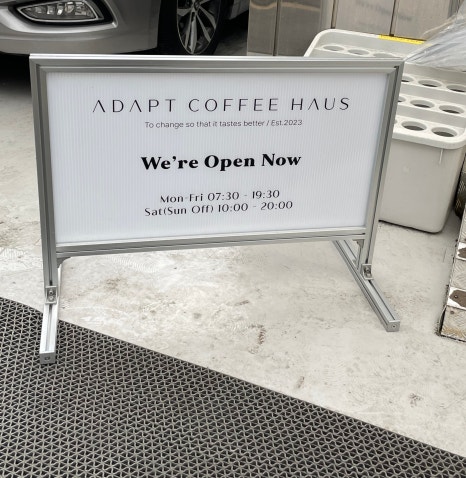 ADAPT COFFEE HAUS
To change so that it tastes better / Est.2023
We're Open Now
Mon-Fri 07:30 - 19:30
Sat(Sun Off) 10:00 - 20:00